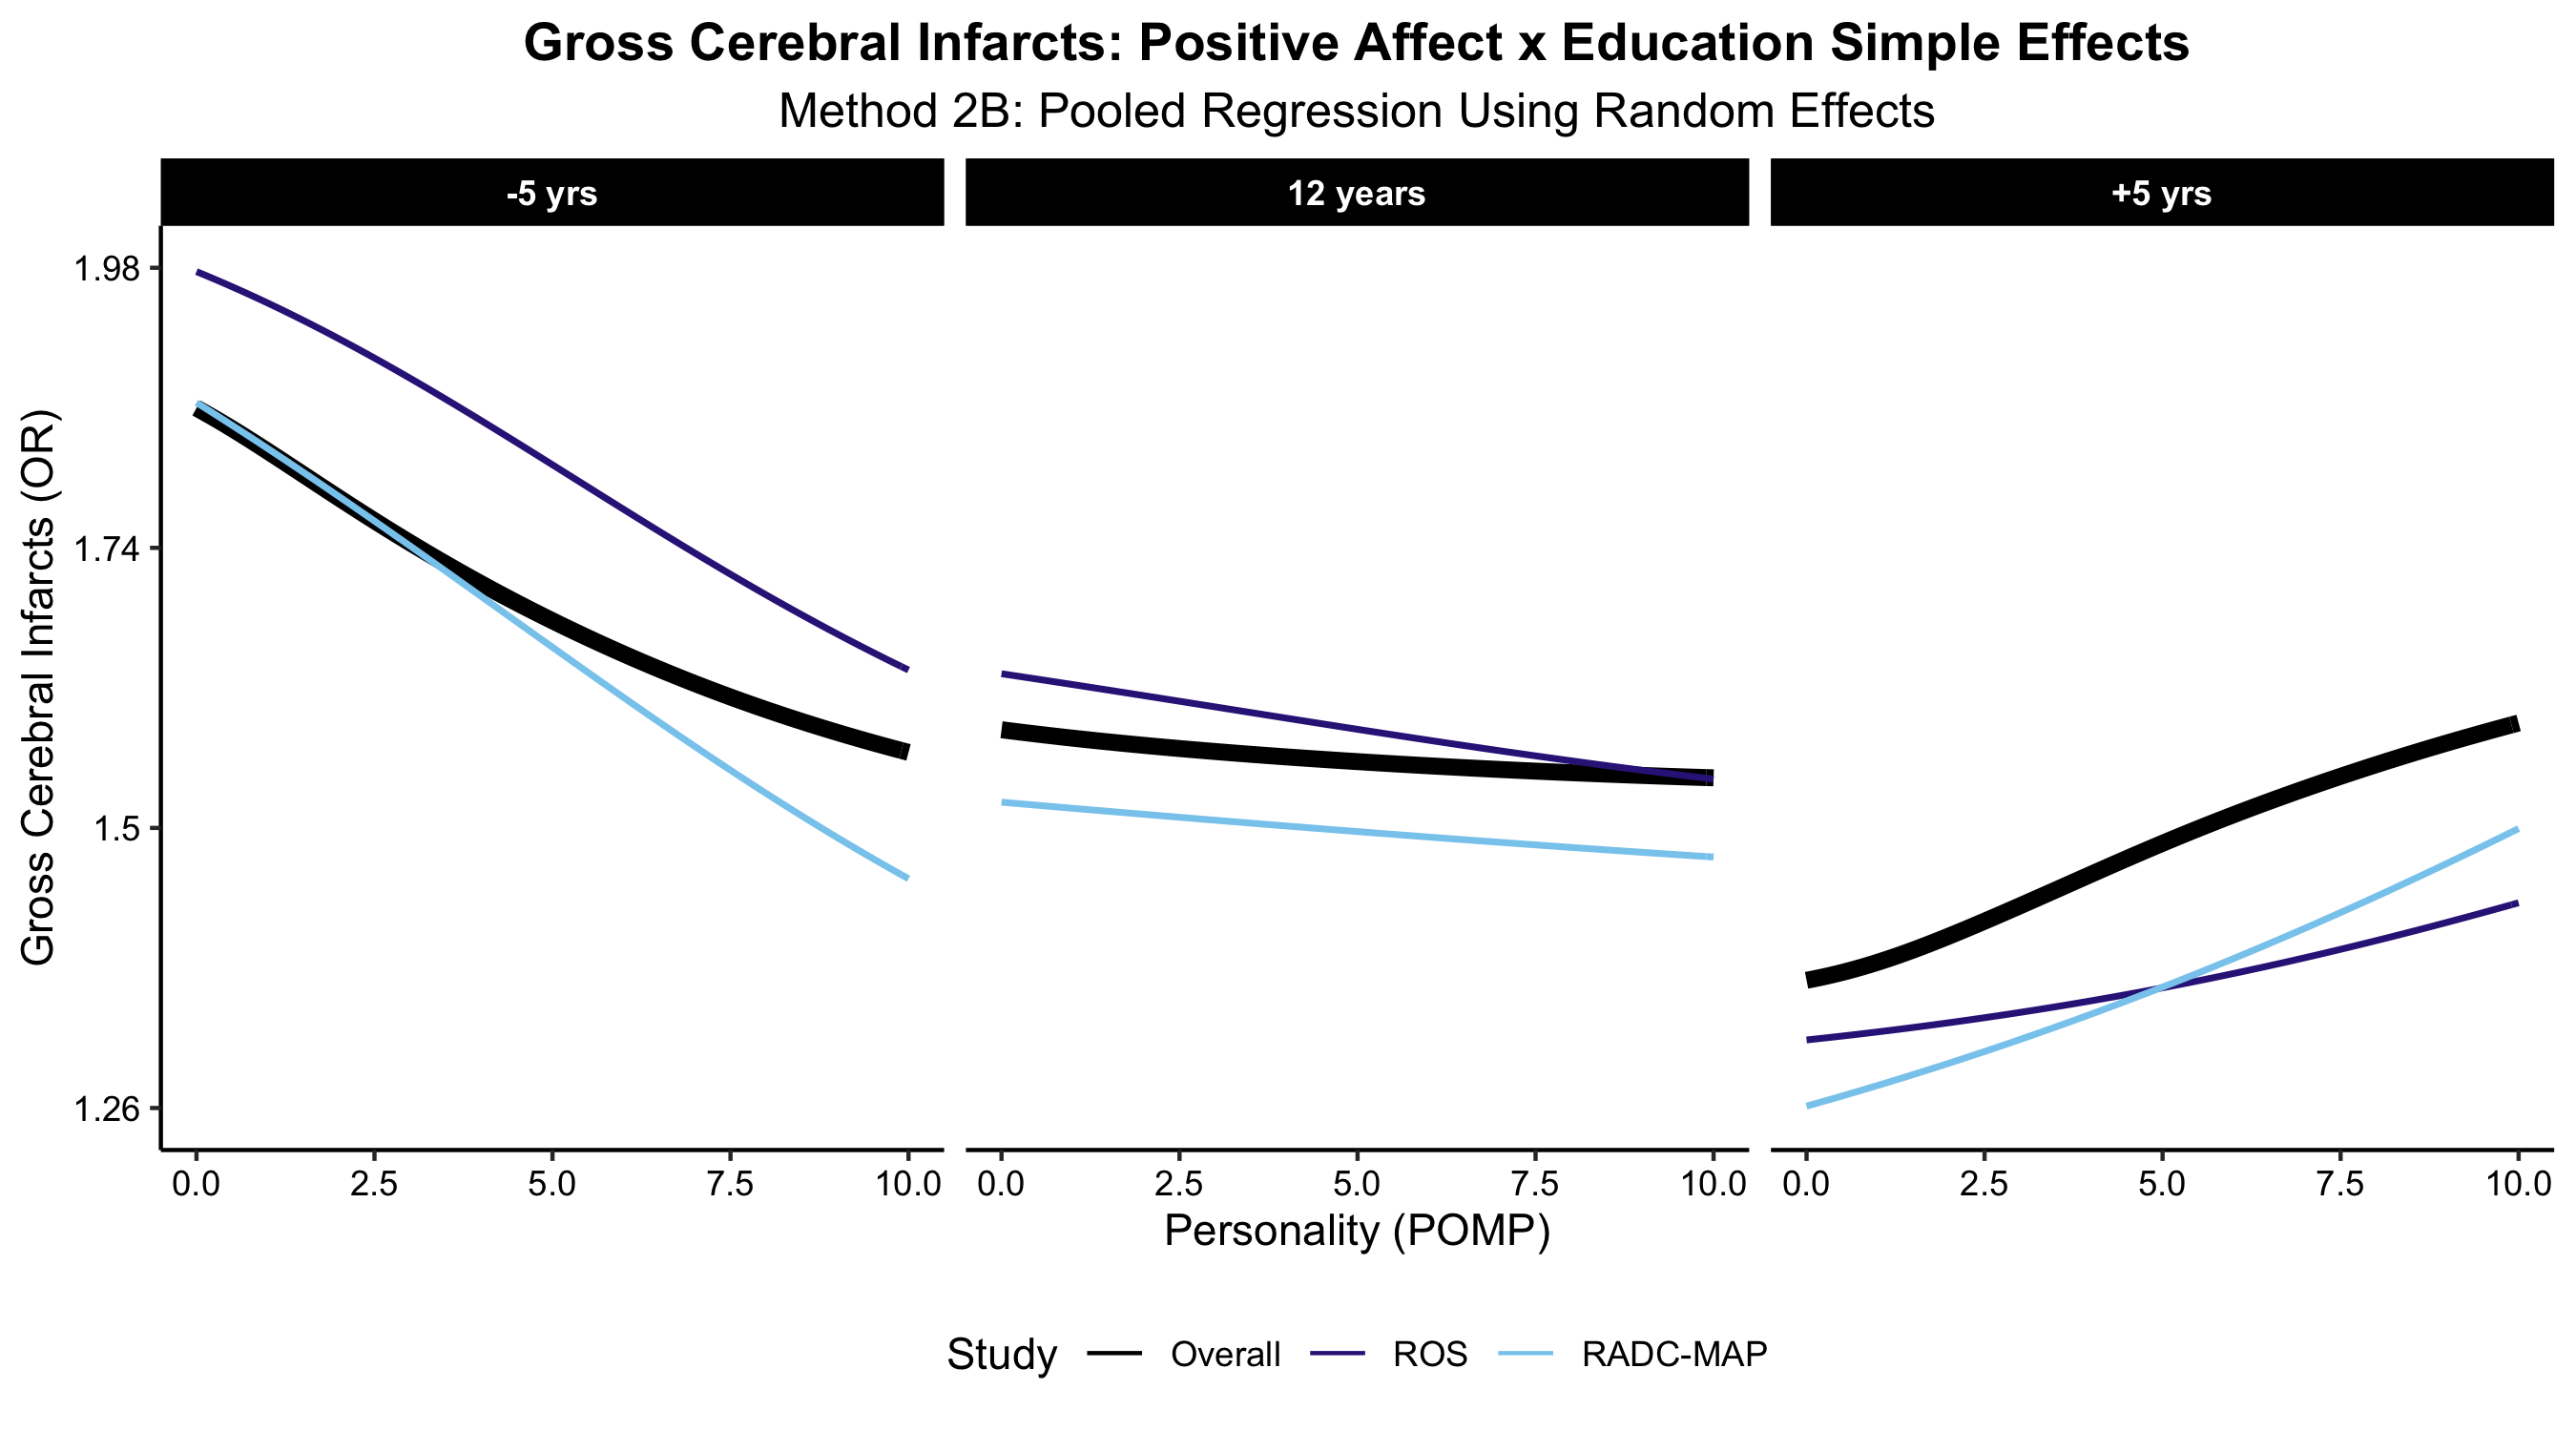 Gross Cerebral Infarcts: Positive Affect x Education Simple Effects
Method 2B: Pooled Regression Using Random Effects
-5 yrs
12 years
+5 yrs
Gross Cerebral Infarcts (OR)
1.98
1.74
1.5
1.26
0.0 2.5 5.0 7.5 10.0
0.0 2.5 5.0 7.5 10.0
0.0 2.5 5.0 7.5 10.0
Personality (POMP)
Study Overall ROS RADC-MAP